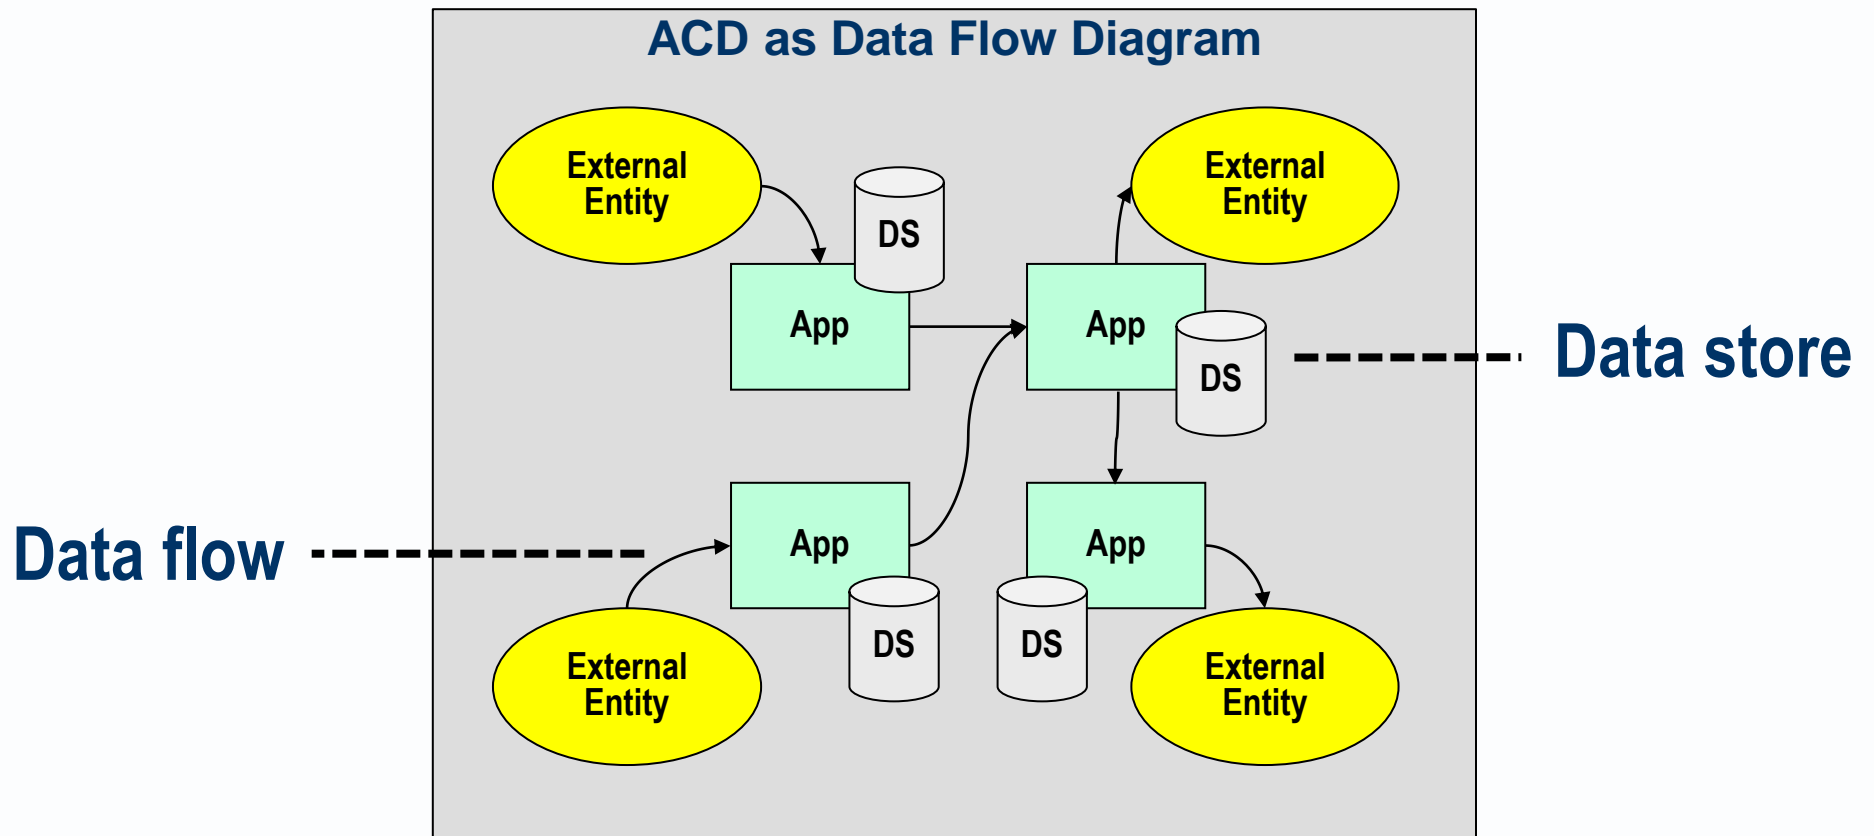 ACD as Data Flow Diagram
External
Entity
External
Entity
DS
App
App
DS
Data store
Data flow
App
App
DS
DS
External
Entity
External
Entity